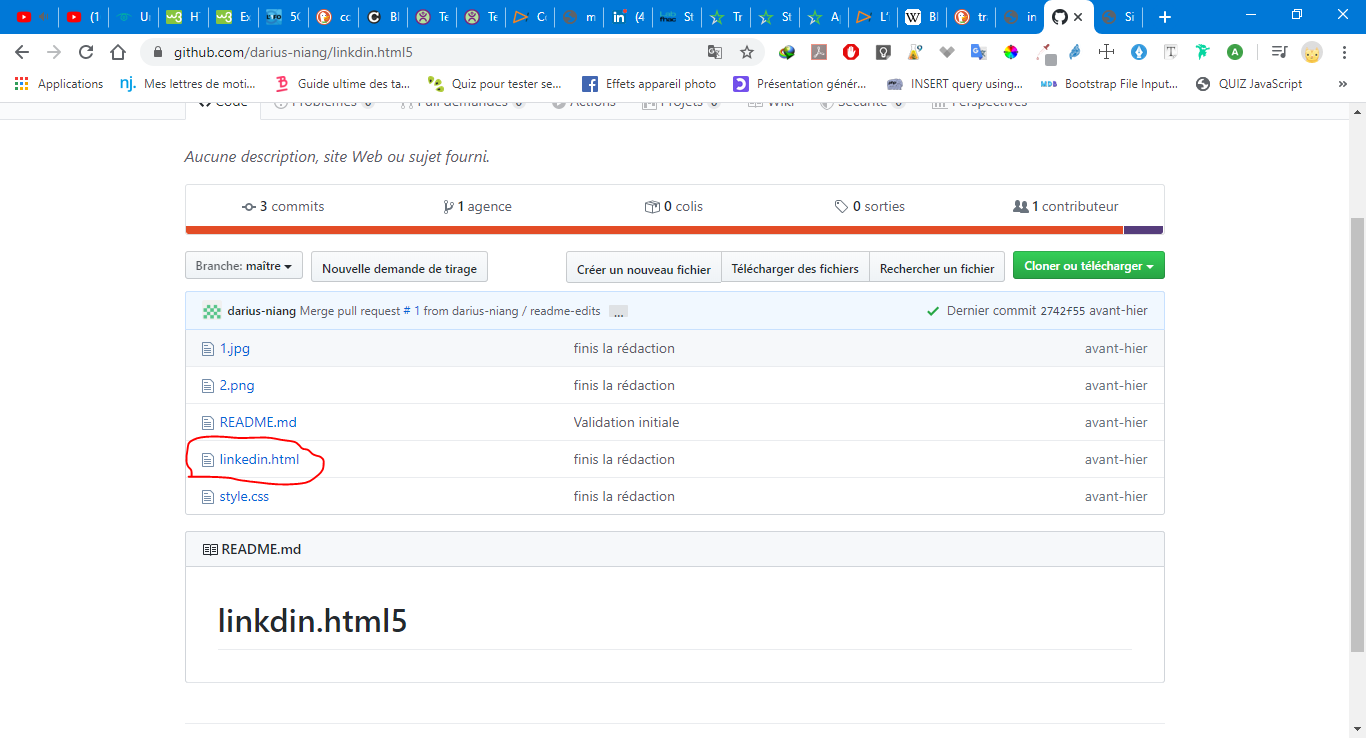 U
(1
U
H
Ex
5C
cc
Bl
Te
Te
C
m
(4
St
Tr
St
A
L'
Bl
tr
in
Si
github.com/darius-niang/linkdin.html5
Applications
Mes lettres de moti...
Guide ultime des ta...
Quiz pour tester se...
Effets appareil photo
Présentation génér...
INSERT query using...
Bootstrap File Input...
QUIZ JavaScript
»
Code
Problèmes 0
Pull demandes 0
Actions
Projets 0
Wiki
Sécurité 0
Perspectives
Aucune description, site Web ou sujet fourni.
3 commits
1 agence
0 colis
0 sorties
1 contributeur
Branche: maître
Nouvelle demande de tirage
Créer un nouveau fichier
Télécharger des fichiers
Rechercher un fichier
Cloner ou télécharger
darius-niang Merge pull request # 1 from darius-niang / readme-edits ...
Dernier commit 2742f55 avant-hier
1.jpg finis la rédaction avant-hier
2.png finis la rédaction avant-hier
README.md Validation initiale avant-hier
linkedin.html finis la rédaction avant-hier
style.css finis la rédaction avant-hier
README.md
linkdin.html5